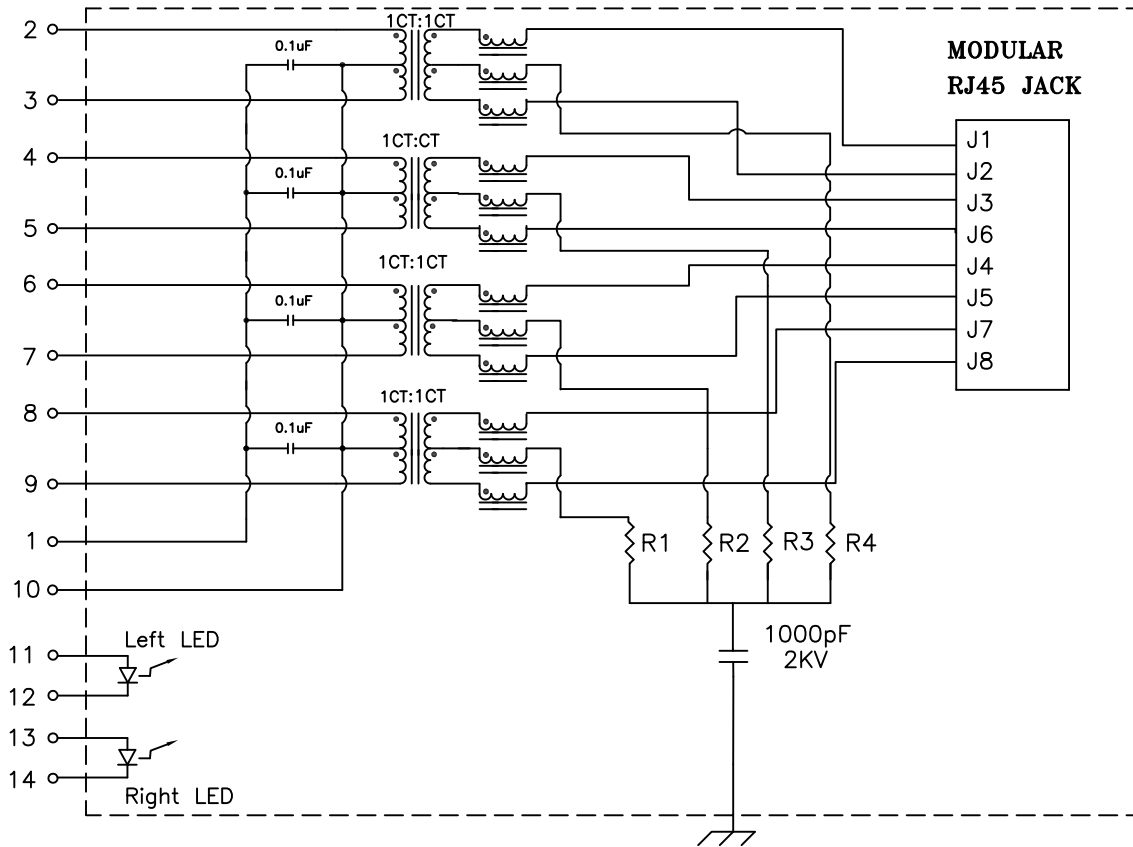 1CT:1CT
2
0.1uF
MODULAR
RJ45 JACK
3
J1
1CT:CT
J2
4
0.1uF
J3
5
J6
1CT:1CT
J4
6
0.1uF
J5
J7
7
J8
1CT:1CT
8
0.1uF
9
1
R1
R2
R3
R4
10
Left LED
1000pF
2KV
11
12
13
14
Right LED